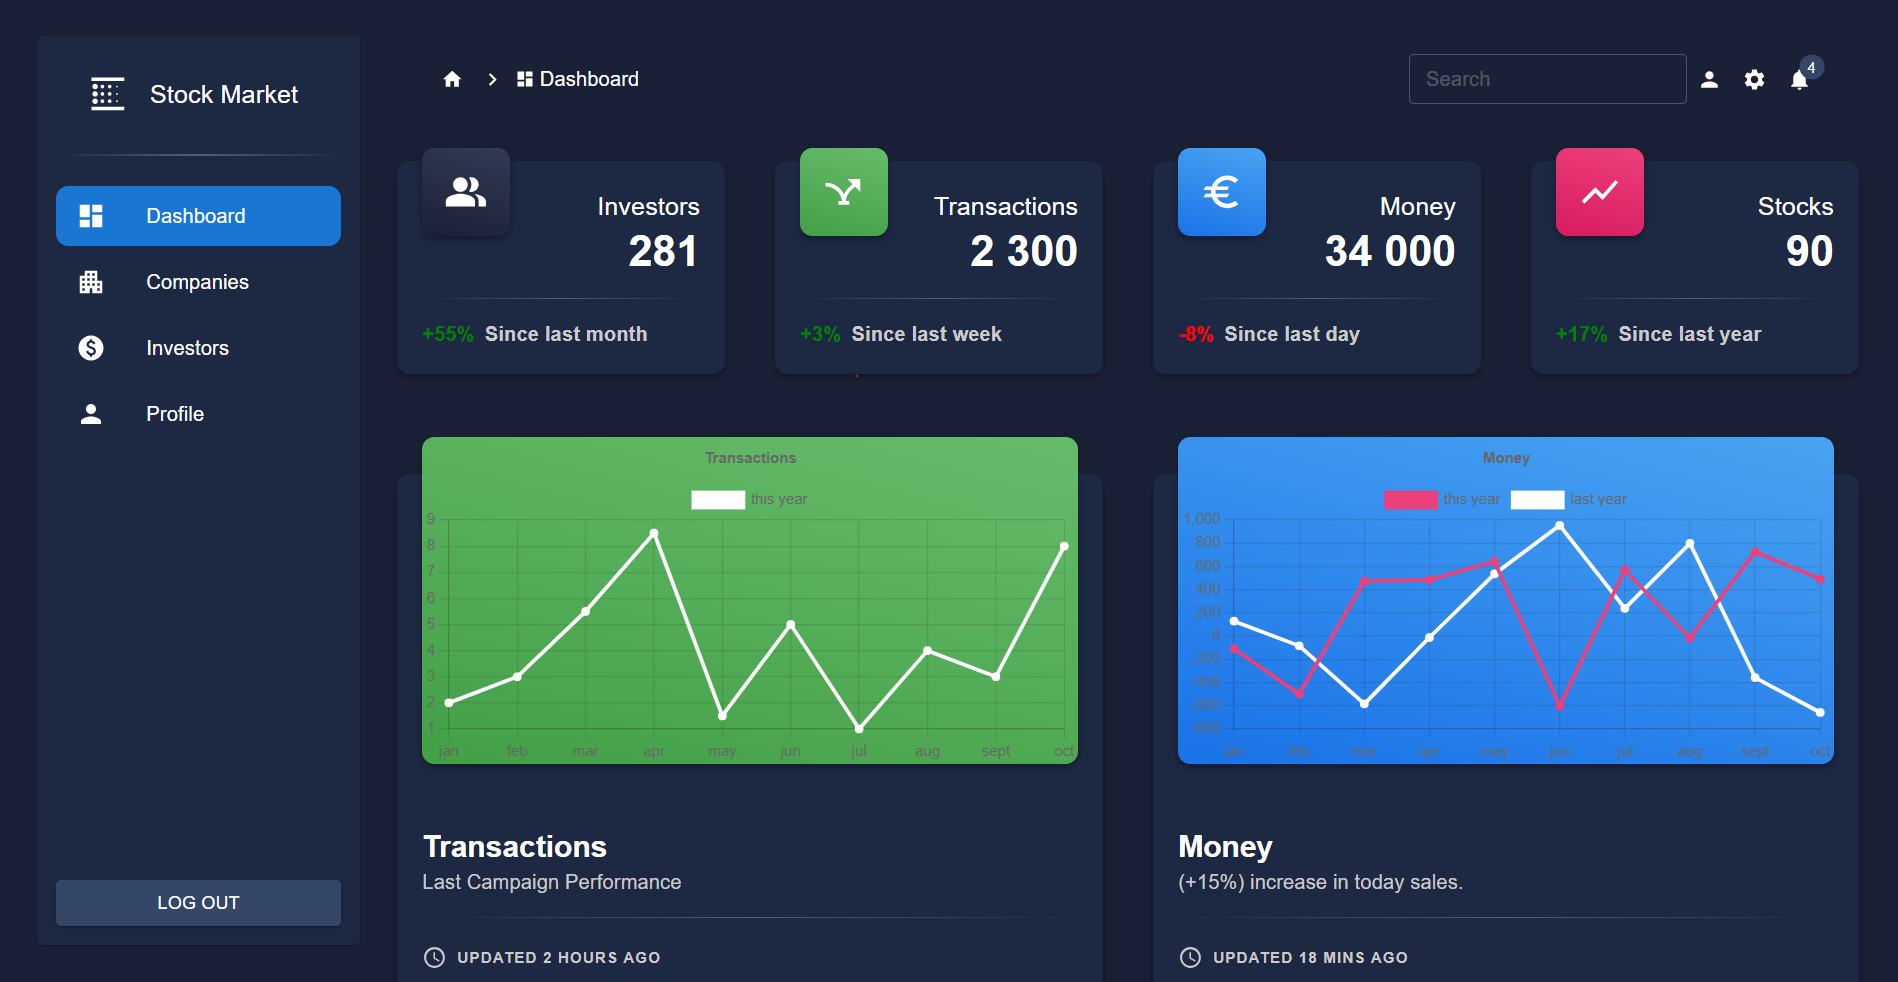 Stock Market
Dashboard
Companies
Investors
Profile
LOG OUT
Dashboard
Search
4
Investors
281
+55% Since last month
Transactions
2 300
+3% Since last week
Money
34 000
-8% Since last day
Stocks
90
+17% Since last year
Transactions
this year
9
8
7
6
5
4
3
2
1
jan feb mar apr may jun jul aug sept oct
Transactions
Last Campaign Performance
UPDATED 2 HOURS AGO
Money
this year last year
1,000
800
600
400
200
0
-200
-400
-600
-800
jan feb mar apr may jun jul aug sept oct
Money
(+15%) increase in today sales.
UPDATED 18 MINS AGO